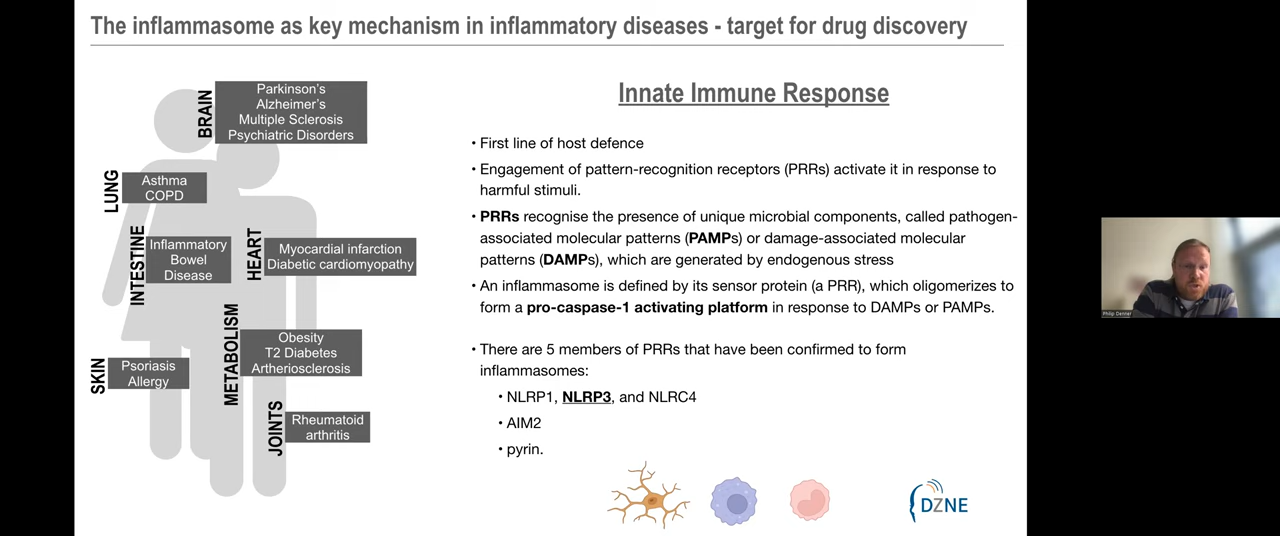 The inflammasome as key mechanism in inflammatory diseases - target for drug discovery
BRAIN
Parkinson's
Alzheimer's
Multiple Sclerosis
Psychiatric Disorders
LUNG
Asthma
COPD
INTESTINE
Inflammatory
Bowel
Disease
HEART
Myocardial infarction
Diabetic cardiomyopathy
METABOLISM
Obesity
T2 Diabetes
Artheriosclerosis
SKIN
Psoriasis
Allergy
JOINTS
Rheumatoid
arthritis
Innate Immune Response
• First line of host defence
• Engagement of pattern-recognition receptors (PRRs) activate it in response to
harmful stimuli.
• PRRs recognise the presence of unique microbial components, called pathogen-
associated molecular patterns (PAMPs) or damage-associated molecular
patterns (DAMPs), which are generated by endogenous stress
• An inflammasome is defined by its sensor protein (a PRR), which oligomerizes to
form a pro-caspase-1 activating platform in response to DAMPs or PAMPs.
• There are 5 members of PRRs that have been confirmed to form
inflammasomes:
• NLRP1, NLRP3, and NLRC4
• AIM2
• pyrin.
DZNE
Philip Denner